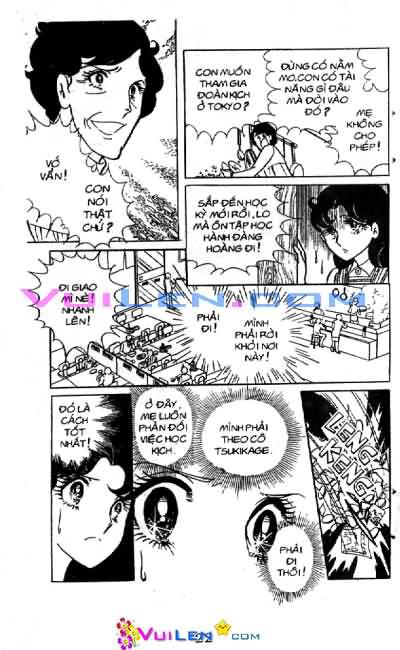 VỚ
VẨN!
CON
NÓI
THẬT
CHỨ?
CON MUỐN
THAM GIA
ĐOÀN KỊCH
Ở TOKYO?
ĐỪNG CÓ NẰM
MƠ, CON CÓ TÀI
NĂNG GÌ ĐÂU
MÀ ĐÒI VÀO
ĐÓ?
MẸ
KHÔNG
CHO
PHÉP!
SẮP ĐẾN HỌC
KỲ MỚI RỒI, LO
MÀ ÔN TẬP HỌC
HÀNH ĐÀNG
HOÀNG ĐI!
ĐI GIAO
MÌ NÈ!
NHANH
LÊN!
PHẢI
ĐI!
MÌNH
PHẢI RỜI
KHỎI NƠI
NÀY!
VUILEN.COM
ĐÓ LÀ
CÁCH
TỐT
NHẤT!
Ở ĐÂY,
MẸ LUÔN
PHẢN ĐỐI
VIỆC HỌC
KỊCH.
MÌNH PHẢI
THEO CÔ
TSUKIKAGE.
PHẢI
ĐI
THÔI!
22
VUILEN.COM